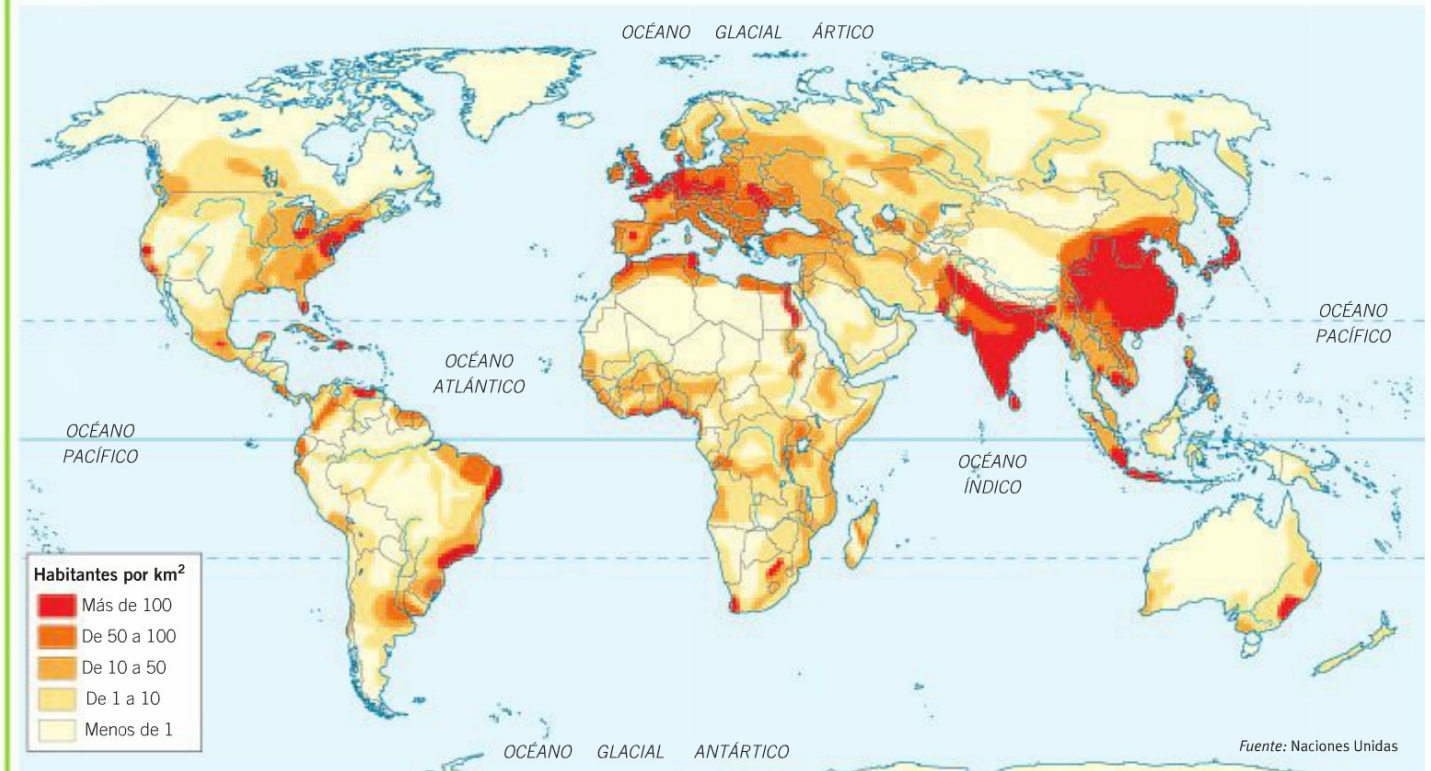 OCÉANO GLACIAL ÁRTICO
OCÉANO
PACÍFICO
OCÉANO
ATLÁNTICO
OCÉANO
PACÍFICO
OCÉANO
ÍNDICO
Habitantes por km²
Más de 100
De 50 a 100
De 10 a 50
De 1 a 10
Menos de 1
OCÉANO GLACIAL ANTÁRTICO
Fuente: Naciones Unidas